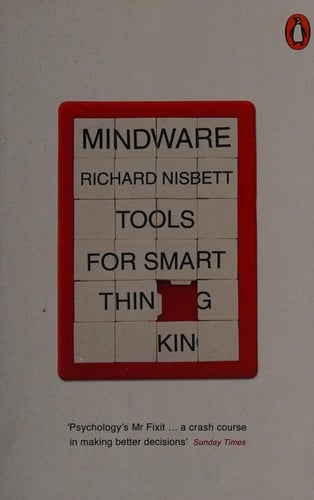 MINDWARE
RICHARD NISBETT
TOOLS
FOR SMART
THIN G
KIN
'Psychology's Mr Fixit ... a crash course
in making better decisions' Sunday Times